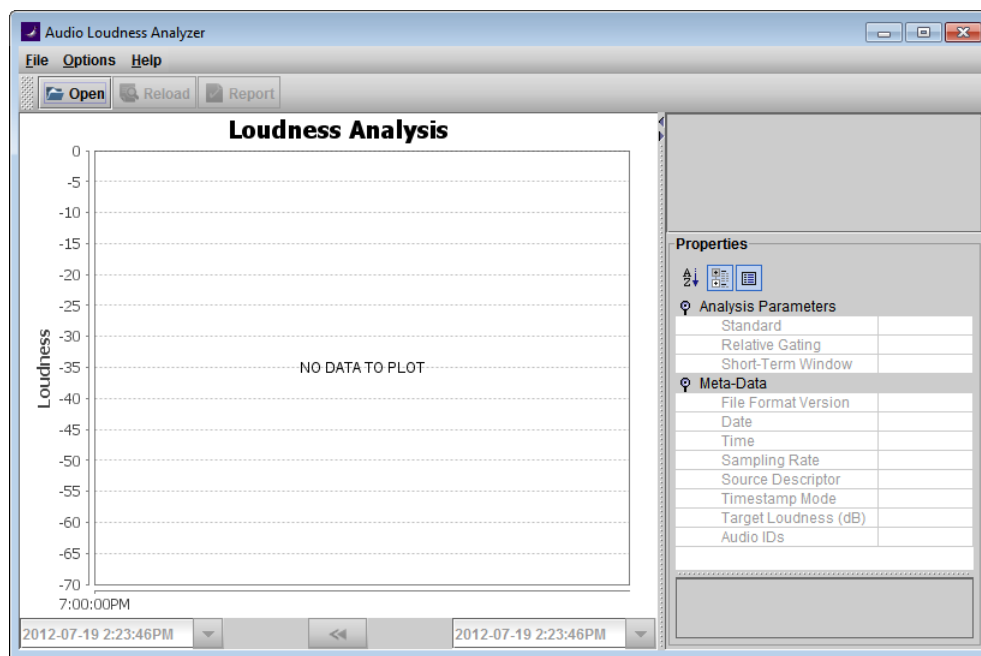 Audio Loudness Analyzer
File Options Help
Open Reload Report
Loudness Analysis
0
-5
-10
-15
-20
-25
-30
-35
-40
-45
-50
-55
-60
-65
-70
Loudness
NO DATA TO PLOT
7:00:00PM
2012-07-19 2:23:46PM
2012-07-19 2:23:46PM
Properties
A
Z
Analysis Parameters
Standard
Relative Gating
Short-Term Window
Meta-Data
File Format Version
Date
Time
Sampling Rate
Source Descriptor
Timestamp Mode
Target Loudness (dB)
Audio IDs